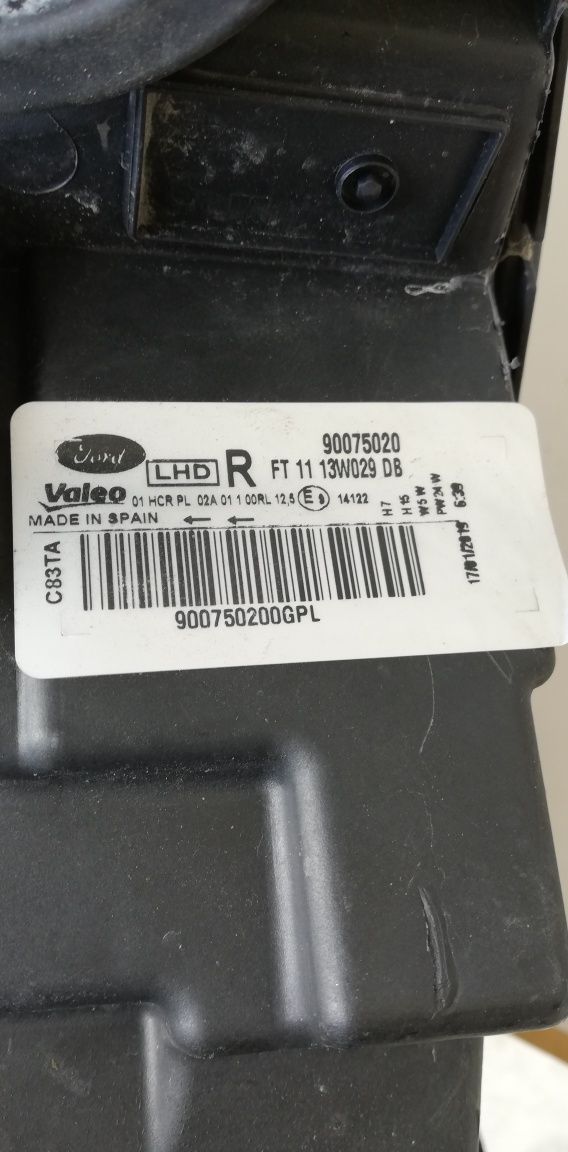 90075020
Ford LHD R FT 11 13W029 DB
Valeo 01 HCR PL 02A 01 1 00RL 12,5 E9 14122
H7
H15
W5W
PW24W
17/01/2019 6:39
MADE IN SPAIN ← ←
C83TA
900750200GPL